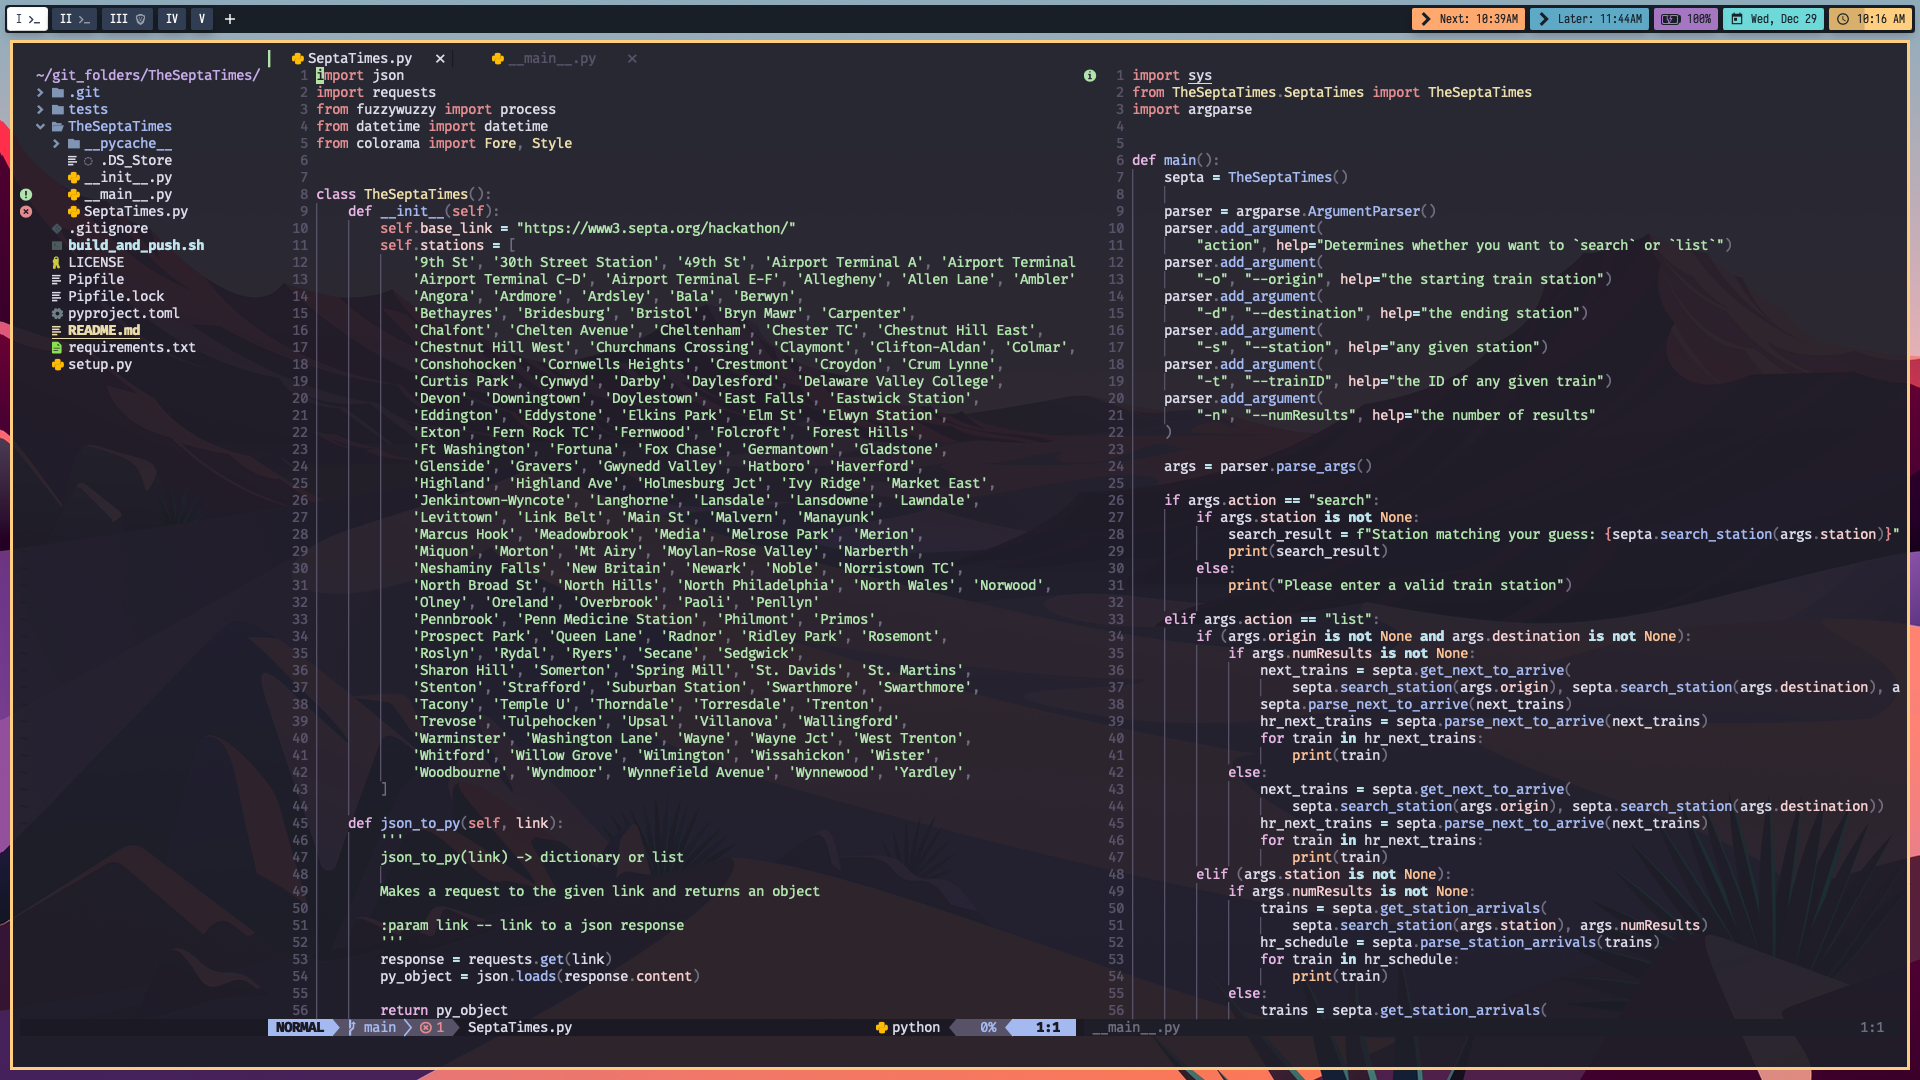 I >_ II >_ III IV V +
Next: 10:39AM Later: 11:44AM 100% Wed, Dec 29 10:16 AM
SeptaTimes.py × __main__.py ×
~/git_folders/TheSeptaTimes/
.git
tests
TheSeptaTimes
__pycache__
.DS_Store
__init__.py
__main__.py
SeptaTimes.py
.gitignore
build_and_push.sh
LICENSE
Pipfile
Pipfile.lock
pyproject.toml
README.md
requirements.txt
setup.py
1 import json
2 import requests
3 from fuzzywuzzy import process
4 from datetime import datetime
5 from colorama import Fore, Style
6
7
8 class TheSeptaTimes():
9 def __init__(self):
10 self.base_link = "https://www3.septa.org/hackathon/"
11 self.stations = [
12 '9th St', '30th Street Station', '49th St', 'Airport Terminal A', 'Airport Terminal
13 'Airport Terminal C-D', 'Airport Terminal E-F', 'Allegheny', 'Allen Lane', 'Ambler'
14 'Angora', 'Ardmore', 'Ardsley', 'Bala', 'Berwyn',
15 'Bethayres', 'Bridesburg', 'Bristol', 'Bryn Mawr', 'Carpenter',
16 'Chalfont', 'Chelten Avenue', 'Cheltenham', 'Chester TC', 'Chestnut Hill East',
17 'Chestnut Hill West', 'Churchmans Crossing', 'Claymont', 'Clifton-Aldan', 'Colmar',
18 'Conshohocken', 'Cornwells Heights', 'Crestmont', 'Croydon', 'Crum Lynne',
19 'Curtis Park', 'Cynwyd', 'Darby', 'Daylesford', 'Delaware Valley College',
20 'Devon', 'Downingtown', 'Doylestown', 'East Falls', 'Eastwick Station',
21 'Eddington', 'Eddystone', 'Elkins Park', 'Elm St', 'Elwyn Station',
22 'Exton', 'Fern Rock TC', 'Fernwood', 'Folcroft', 'Forest Hills',
23 'Ft Washington', 'Fortuna', 'Fox Chase', 'Germantown', 'Gladstone',
24 'Glenside', 'Gravers', 'Gwynedd Valley', 'Hatboro', 'Haverford',
25 'Highland', 'Highland Ave', 'Holmesburg Jct', 'Ivy Ridge', 'Market East',
26 'Jenkintown-Wyncote', 'Langhorne', 'Lansdale', 'Lansdowne', 'Lawndale',
27 'Levittown', 'Link Belt', 'Main St', 'Malvern', 'Manayunk',
28 'Marcus Hook', 'Meadowbrook', 'Media', 'Melrose Park', 'Merion',
29 'Miquon', 'Morton', 'Mt Airy', 'Moylan-Rose Valley', 'Narberth',
30 'Neshaminy Falls', 'New Britain', 'Newark', 'Noble', 'Norristown TC',
31 'North Broad St', 'North Hills', 'North Philadelphia', 'North Wales', 'Norwood',
32 'Olney', 'Oreland', 'Overbrook', 'Paoli', 'Penllyn'
33 'Pennbrook', 'Penn Medicine Station', 'Philmont', 'Primos',
34 'Prospect Park', 'Queen Lane', 'Radnor', 'Ridley Park', 'Rosemont',
35 'Roslyn', 'Rydal', 'Ryers', 'Secane', 'Sedgwick',
36 'Sharon Hill', 'Somerton', 'Spring Mill', 'St. Davids', 'St. Martins',
37 'Stenton', 'Strafford', 'Suburban Station', 'Swarthmore', 'Swarthmore',
38 'Tacony', 'Temple U', 'Thorndale', 'Torresdale', 'Trenton',
39 'Trevose', 'Tulpehocken', 'Upsal', 'Villanova', 'Wallingford',
40 'Warminster', 'Washington Lane', 'Wayne', 'Wayne Jct', 'West Trenton',
41 'Whitford', 'Willow Grove', 'Wilmington', 'Wissahickon', 'Wister',
42 'Woodbourne', 'Wyndmoor', 'Wynnefield Avenue', 'Wynnewood', 'Yardley',
43 ]
44
45 def json_to_py(self, link):
46 '''
47 json_to_py(link) -> dictionary or list
48
49 Makes a request to the given link and returns an object
50
51 :param link -- link to a json response
52 '''
53 response = requests.get(link)
54 py_object = json.loads(response.content)
55
56 return py_object
NORMAL main 1 SeptaTimes.py python 0% 1:1
1 import sys
2 from TheSeptaTimes.SeptaTimes import TheSeptaTimes
3 import argparse
4
5
6 def main():
7 septa = TheSeptaTimes()
8
9 parser = argparse.ArgumentParser()
10 parser.add_argument(
11 "action", help="Determines whether you want to `search` or `list`")
12 parser.add_argument(
13 "-o", "--origin", help="the starting train station")
14 parser.add_argument(
15 "-d", "--destination", help="the ending station")
16 parser.add_argument(
17 "-s", "--station", help="any given station")
18 parser.add_argument(
19 "-t", "--trainID", help="the ID of any given train")
20 parser.add_argument(
21 "-n", "--numResults", help="the number of results"
22 )
23
24 args = parser.parse_args()
25
26 if args.action == "search":
27 if args.station is not None:
28 search_result = f"Station matching your guess: {septa.search_station(args.station)}"
29 print(search_result)
30 else:
31 print("Please enter a valid train station")
32
33 elif args.action == "list":
34 if (args.origin is not None and args.destination is not None):
35 if args.numResults is not None:
36 next_trains = septa.get_next_to_arrive(
37 septa.search_station(args.origin), septa.search_station(args.destination), a
38 septa.parse_next_to_arrive(next_trains)
39 hr_next_trains = septa.parse_next_to_arrive(next_trains)
40 for train in hr_next_trains:
41 print(train)
42 else:
43 next_trains = septa.get_next_to_arrive(
44 septa.search_station(args.origin), septa.search_station(args.destination))
45 hr_next_trains = septa.parse_next_to_arrive(next_trains)
46 for train in hr_next_trains:
47 print(train)
48 elif (args.station is not None):
49 if args.numResults is not None:
50 trains = septa.get_station_arrivals(
51 septa.search_station(args.station), args.numResults)
52 hr_schedule = septa.parse_station_arrivals(trains)
53 for train in hr_schedule:
54 print(train)
55 else:
56 trains = septa.get_station_arrivals(
__main__.py 1:1